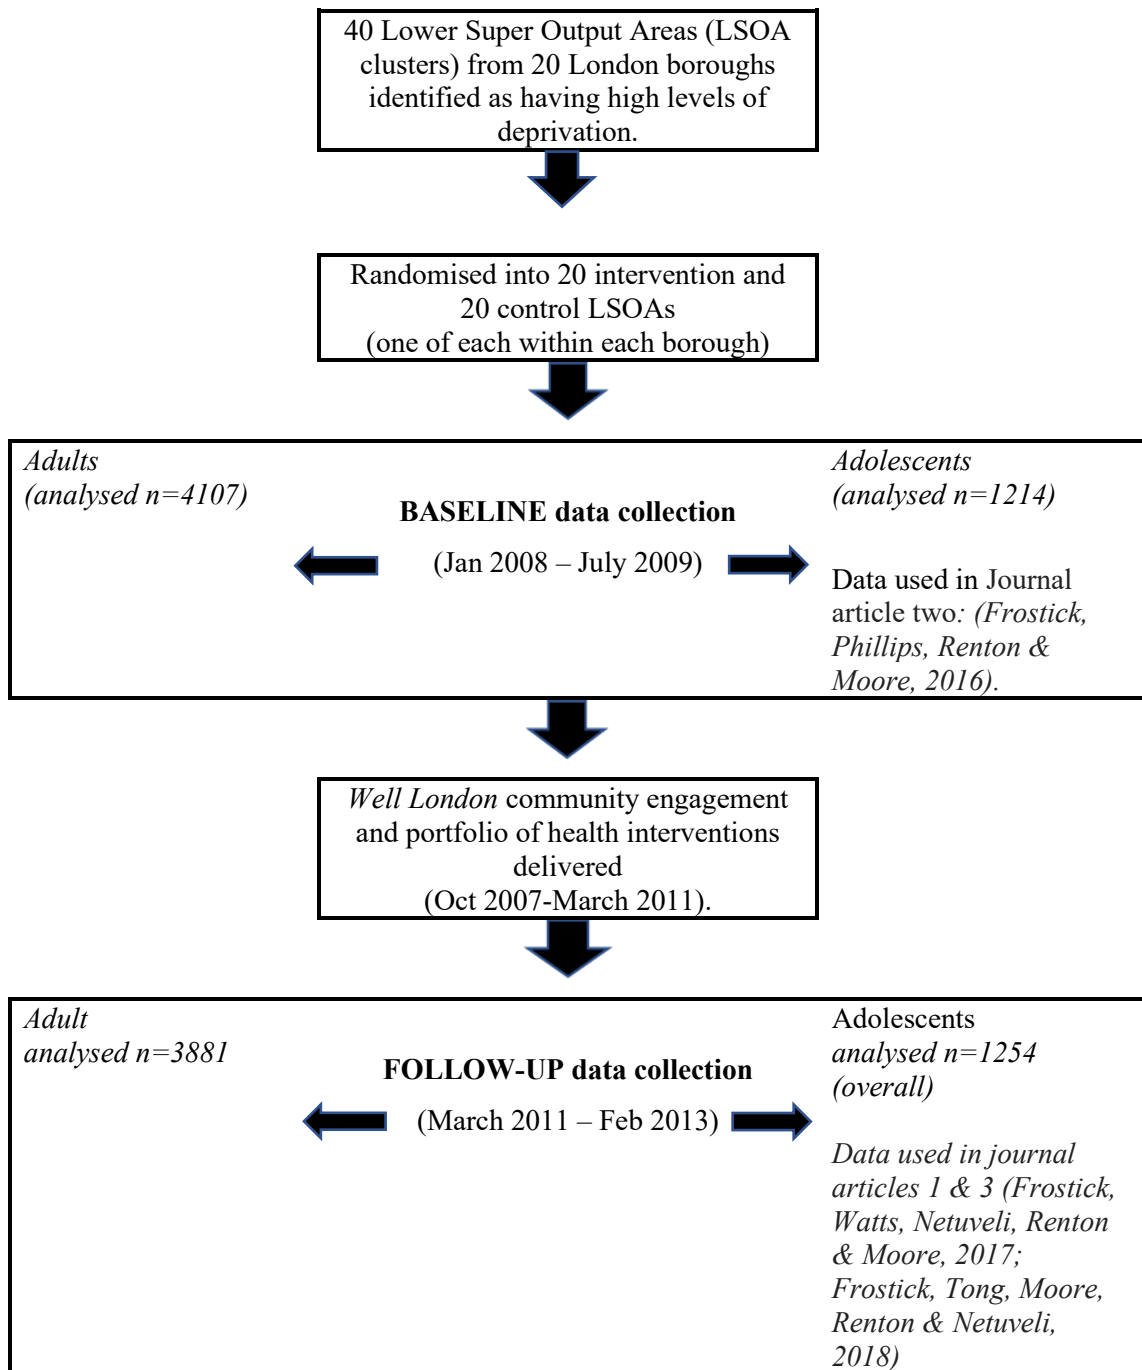 40 Lower Super Output Areas (LSOA
clusters) from 20 London boroughs
identified as having high levels of
deprivation.
Randomised into 20 intervention and
20 control LSOAs
(one of each within each borough)
Adults
(analysed n=4107)
BASELINE data collection
(Jan 2008 – July 2009)
Adolescents
(analysed n=1214)
Data used in Journal
article two: (Frostick,
Phillips, Renton &
Moore, 2016).
Well London community engagement
and portfolio of health interventions
delivered
(Oct 2007-March 2011).
Adult
analysed n=3881
FOLLOW-UP data collection
(March 2011 – Feb 2013)
Adolescents
analysed n=1254
(overall)
Data used in journal
articles 1 & 3 (Frostick,
Watts, Netuveli, Renton
& Moore, 2017;
Frostick, Tong, Moore,
Renton & Netuveli,
2018)